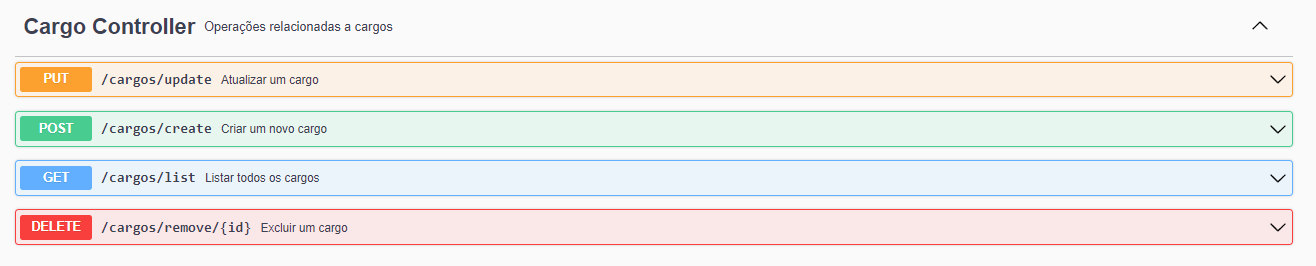 Cargo Controller Operações relacionadas a cargos
PUT /cargos/update Atualizar um cargo
POST /cargos/create Criar um novo cargo
GET /cargos/list Listar todos os cargos
DELETE /cargos/remove/{id} Excluir um cargo